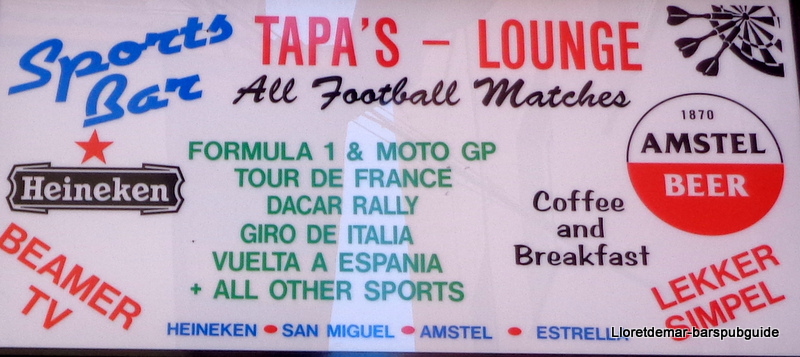 Sports
Bar
TAPA'S – LOUNGE
All Football Matches
Heineken
FORMULA 1 & MOTO GP
TOUR DE FRANCE
DACAR RALLY
GIRO DE ITALIA
VUELTA A ESPANIA
+ ALL OTHER SPORTS
Coffee
and
Breakfast
1870
AMSTEL
BEER
BEAMER
TV
LEKKER
SIMPEL
HEINEKEN • SAN MIGUEL • AMSTEL • ESTRELLA
Lloretdemar-barspubguide